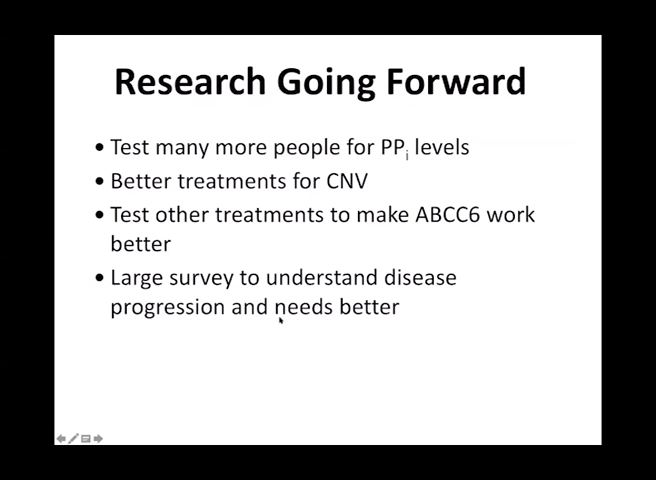 Research Going Forward
• Test many more people for PPi levels
• Better treatments for CNV
• Test other treatments to make ABCC6 work
better
• Large survey to understand disease
progression and needs better